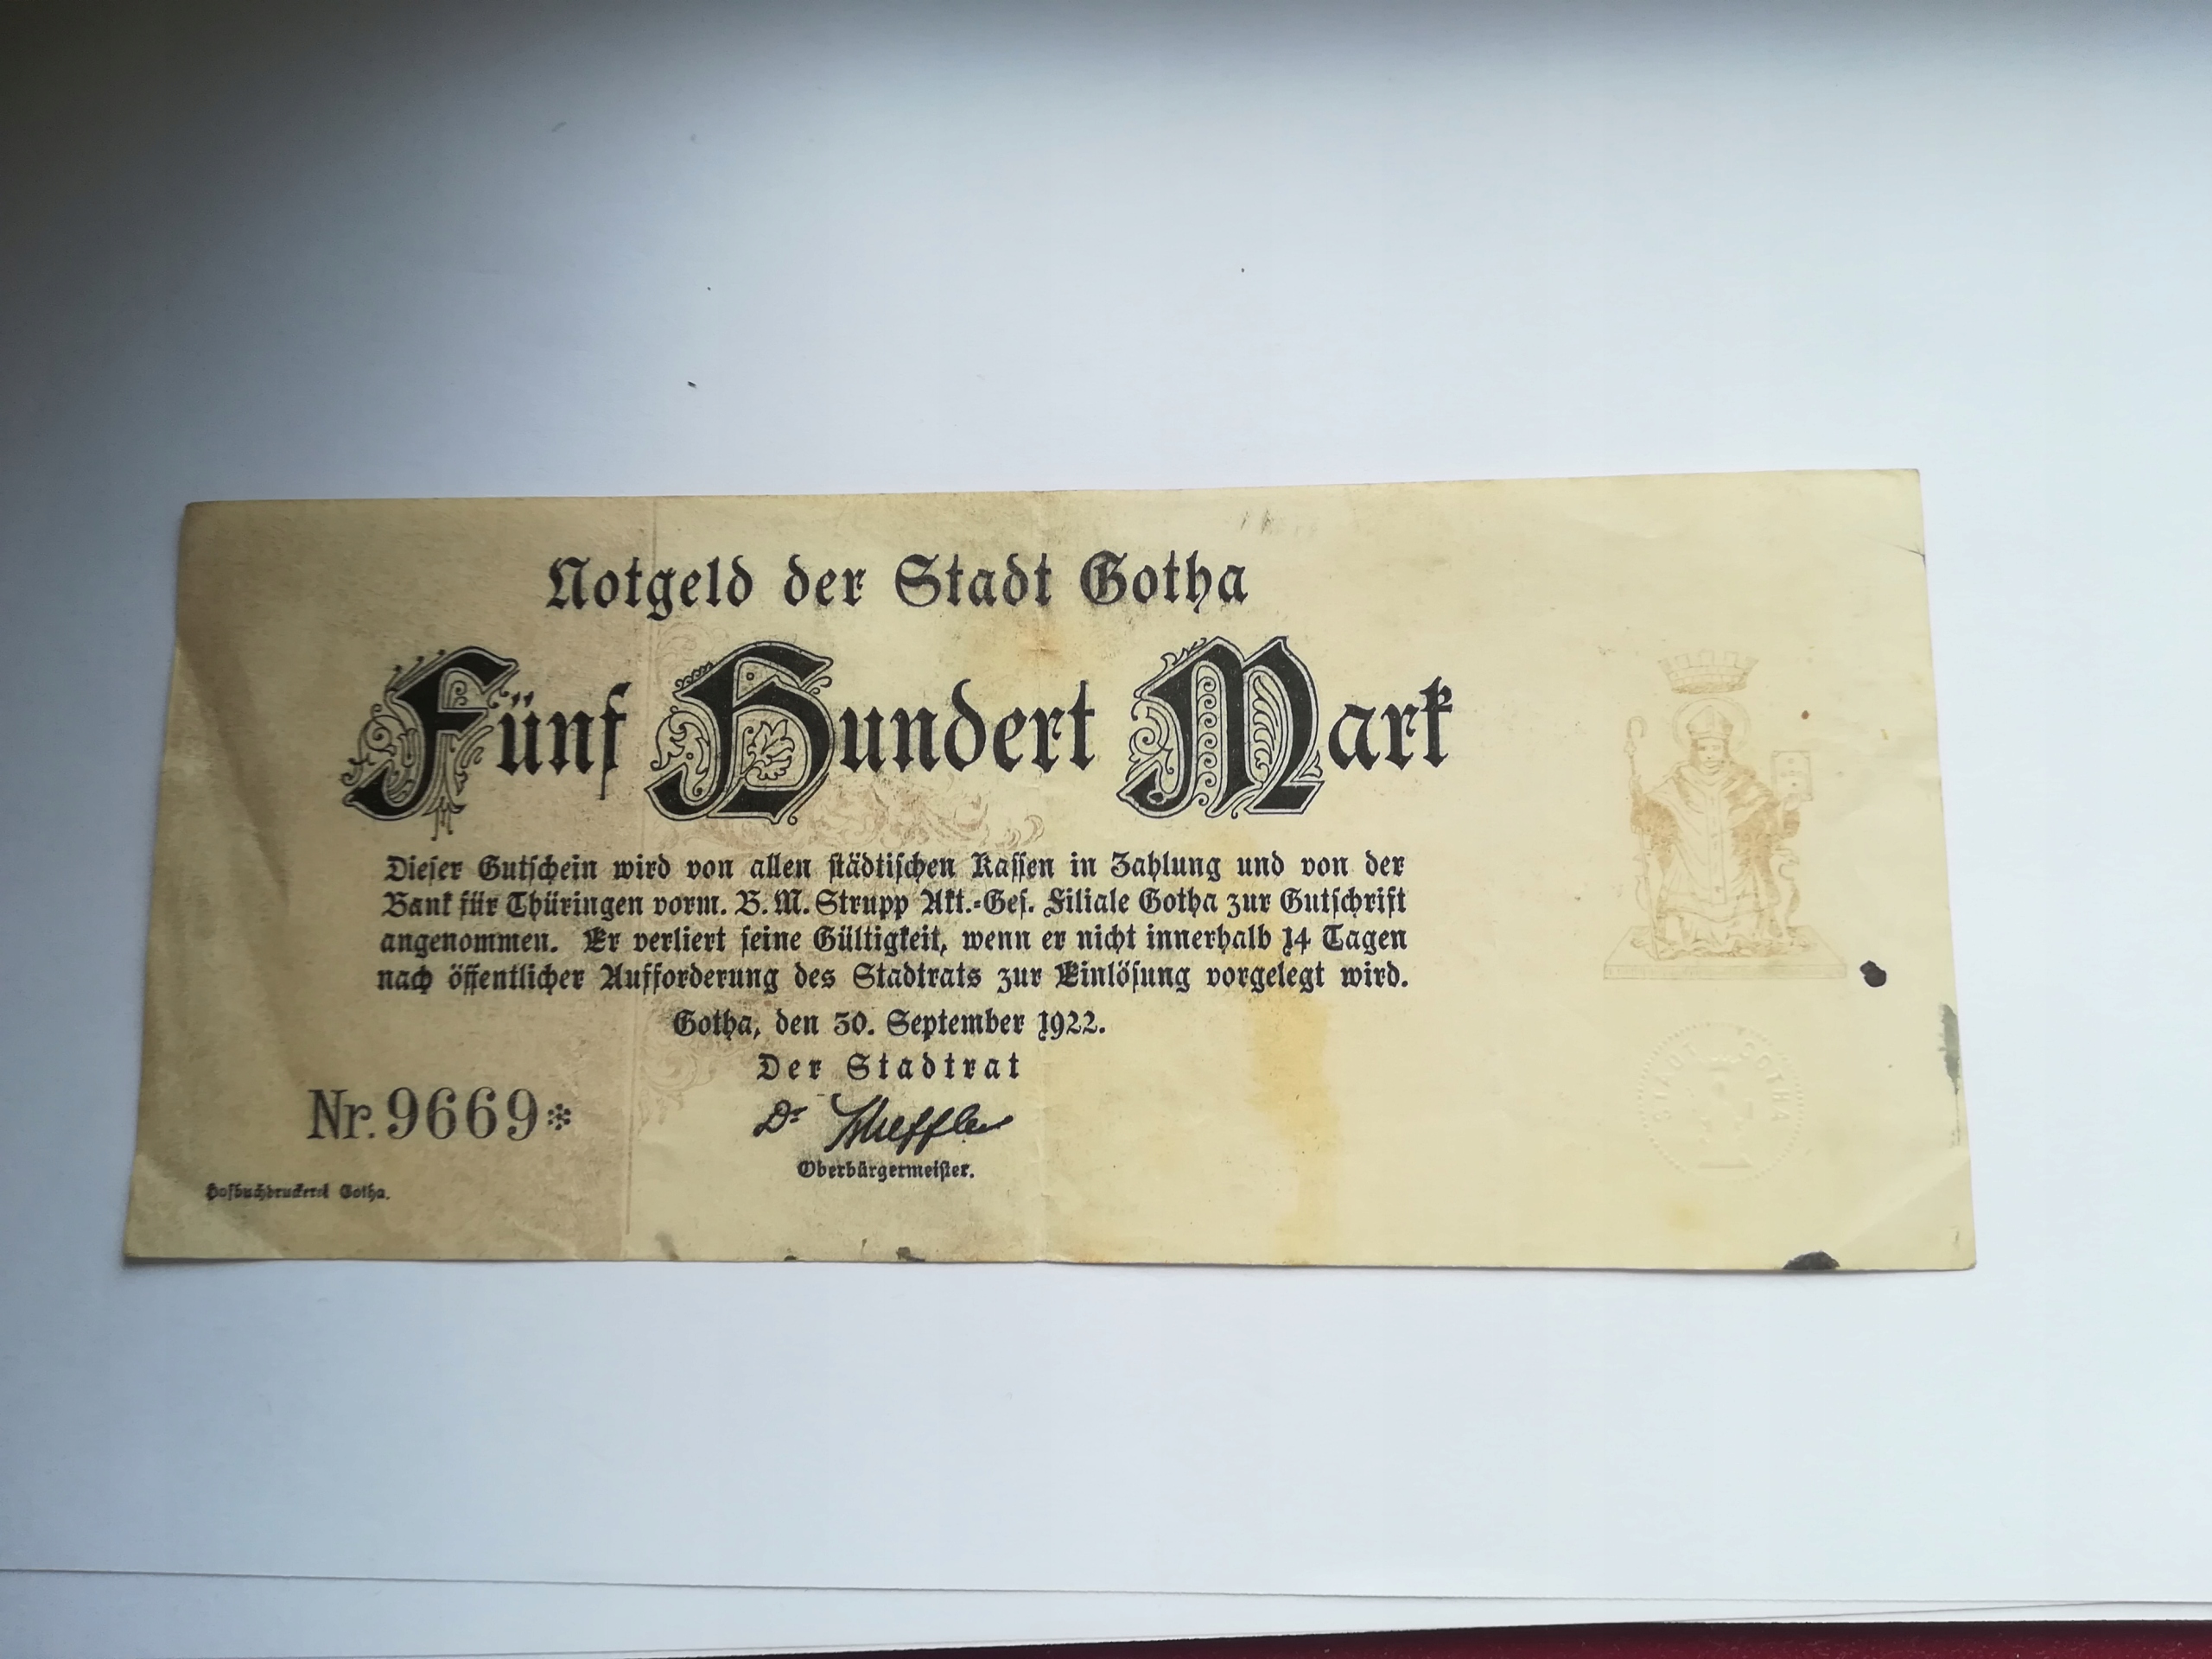 Notgeld der Stadt Gotha
Fünf Hundert Mark
Dieser Gutschein wird von allen städtischen Kassen in Zahlung und von der
Bank für Thüringen vorm. B. M. Strupp Akt.-Ges. Filiale Gotha zur Gutschrift
angenommen. Er verliert seine Gültigkeit, wenn er nicht innerhalb 14 Tagen
nach öffentlicher Aufforderung des Stadtrats zur Einlösung vorgelegt wird.
Gotha, den 30. September 1922.
Der Stadtrat
Dr Scheffler
Oberbürgermeister.
Nr. 9669*
Hofbuchdruckerei Gotha.
STADT GOTHA